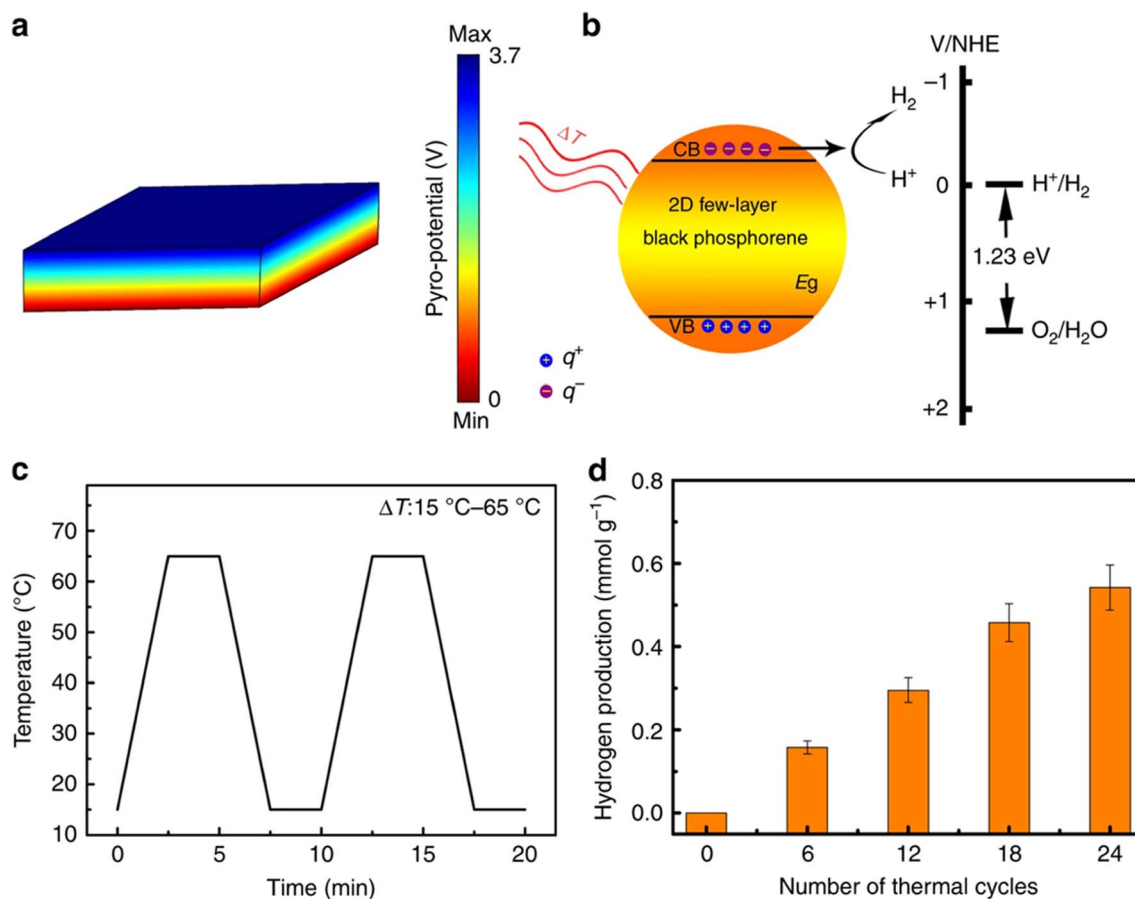 a
Max
3.7
Pyro-potential (V)
0
Min
b
V/NHE
−1
0
+1
+2
H₂
H⁺
H⁺/H₂
1.23 eV
O₂/H₂O
ΔT
CB − − − −
2D few-layer
black phosphorene
Eg
VB + + + +
+ q⁺
− q⁻
c
ΔT:15 °C–65 °C
Temperature (°C)
70
60
50
40
30
20
10
0 5 10 15 20
Time (min)
d
Hydrogen production (mmol g⁻¹)
0.8
0.6
0.4
0.2
0.0
0 6 12 18 24
Number of thermal cycles